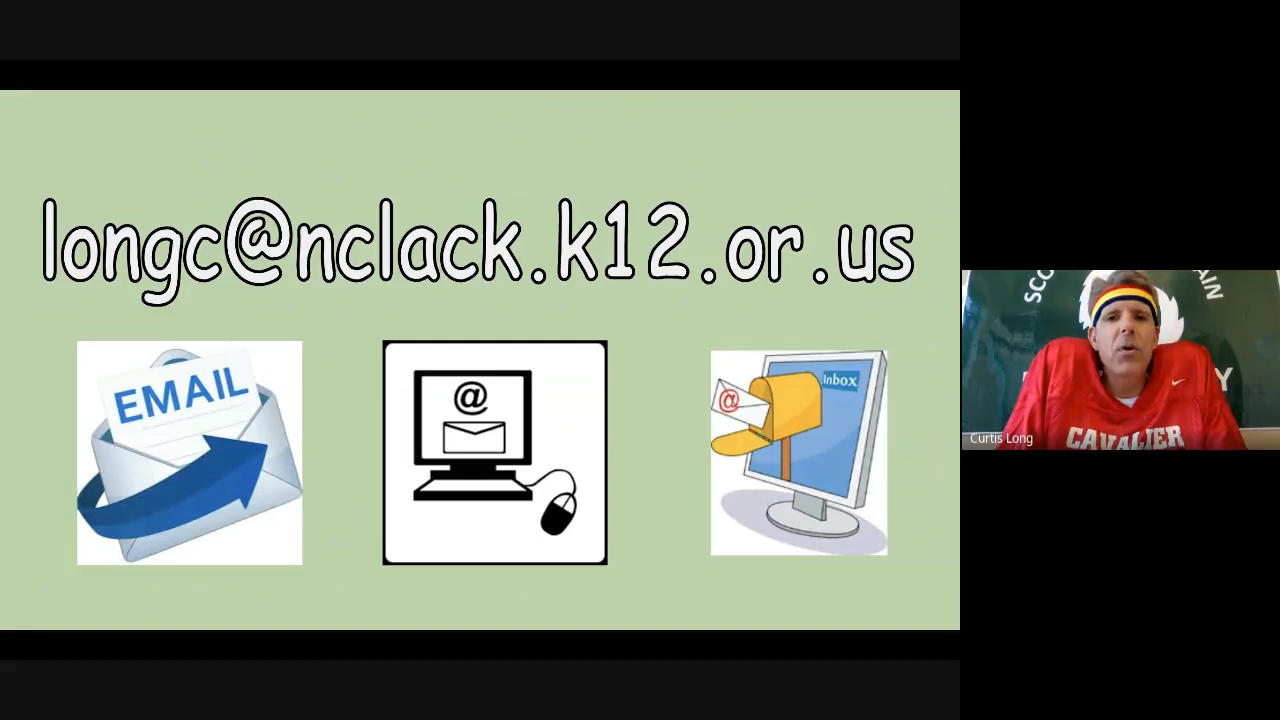 longc@nclack.k12.or.us
EMAIL
@
@
Inbox
Curtis Long
CAVALIER